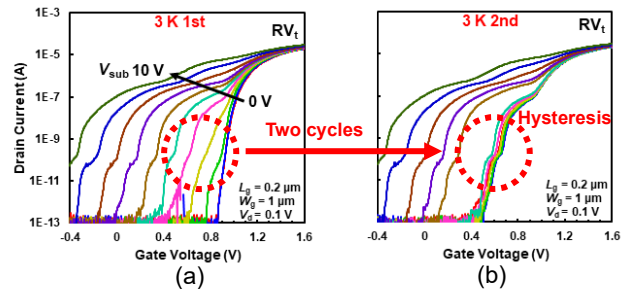 3 K 1st
RVt
Vsub 10 V
0 V
Drain Current (A)
1E-3
1E-5
1E-7
1E-9
1E-11
1E-13
Lg = 0.2 µm
Wg = 1 µm
Vd = 0.1 V
-0.4 0 0.4 0.8 1.2 1.6
Gate Voltage (V)
(a)
Two cycles
3 K 2nd
RVt
Hysteresis
Lg = 0.2 µm
Wg = 1 µm
Vd = 0.1 V
-0.4 0 0.4 0.8 1.2 1.6
Gate Voltage (V)
(b)